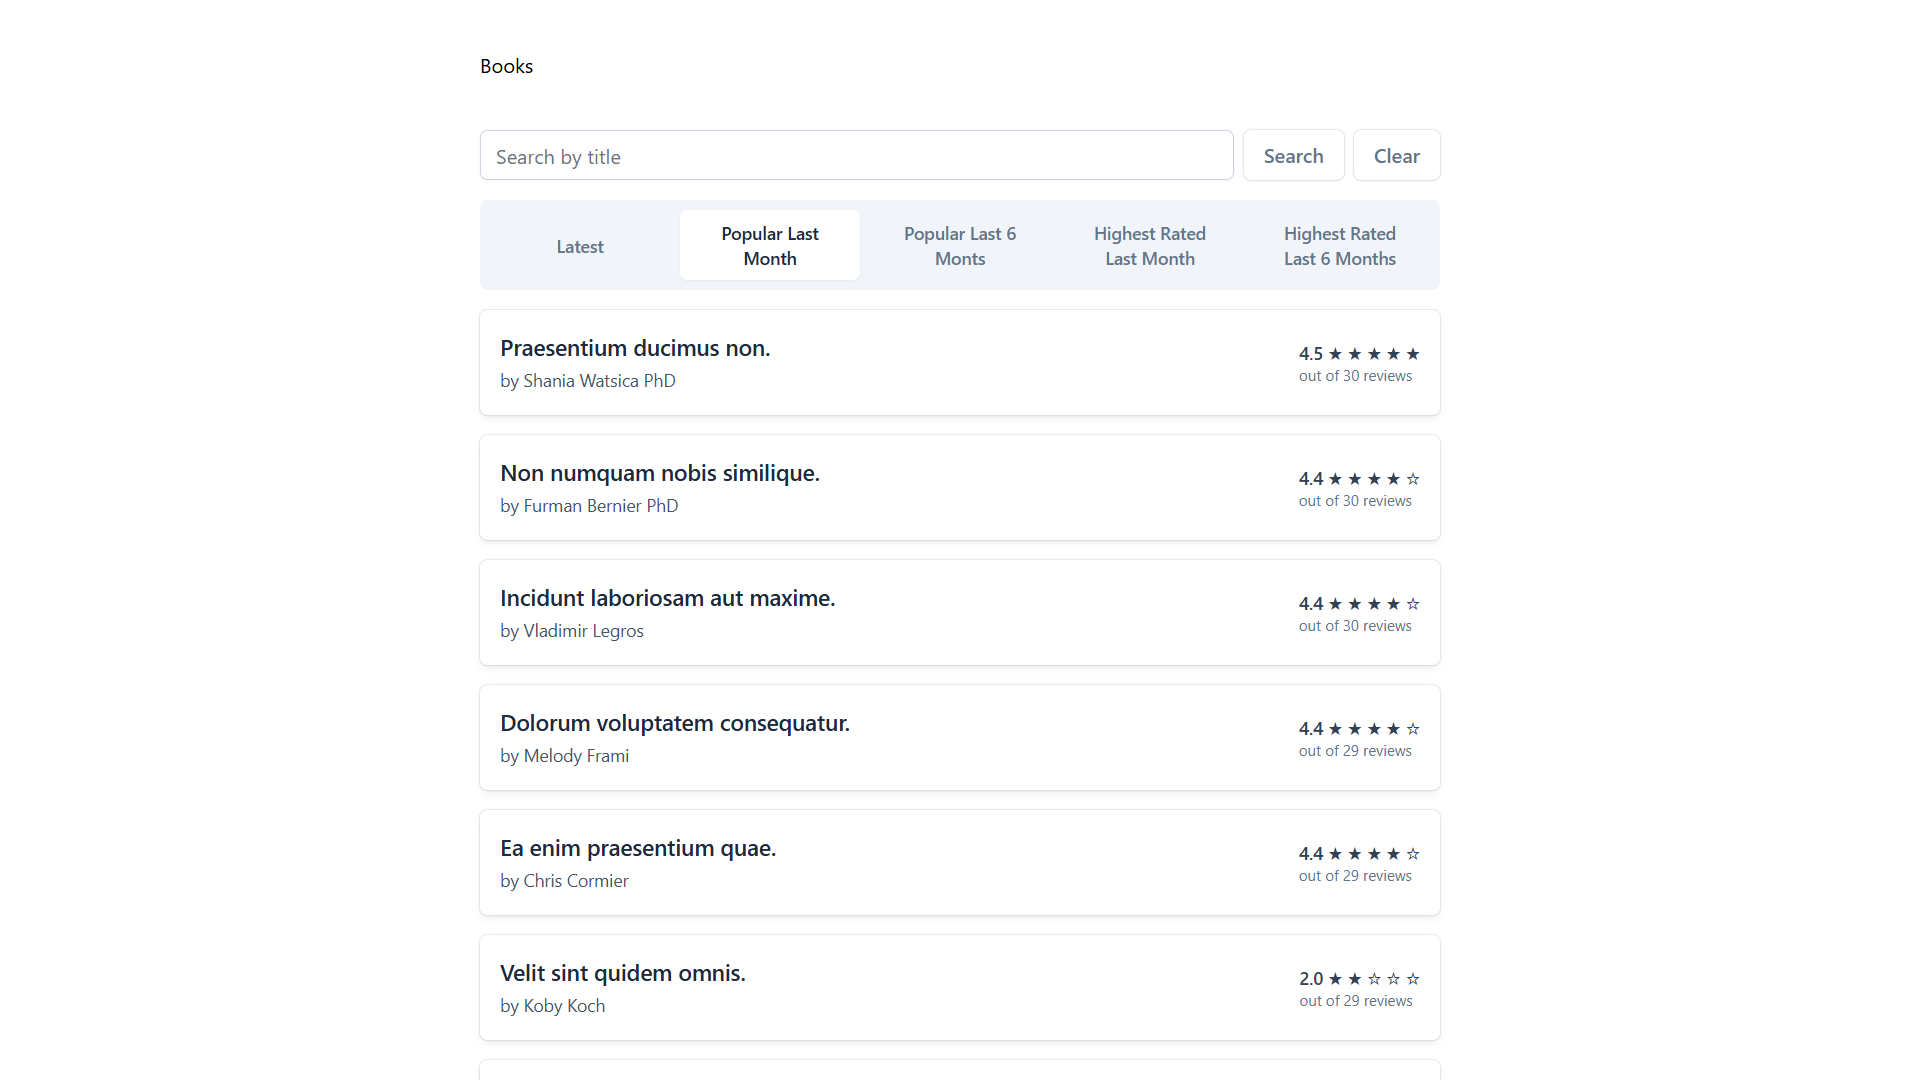 Books
Search by title
Search
Clear
Latest
Popular Last
Month
Popular Last 6
Monts
Highest Rated
Last Month
Highest Rated
Last 6 Months
Praesentium ducimus non.
by Shania Watsica PhD
4.5 ★ ★ ★ ★ ★
out of 30 reviews
Non numquam nobis similique.
by Furman Bernier PhD
4.4 ★ ★ ★ ★ ☆
out of 30 reviews
Incidunt laboriosam aut maxime.
by Vladimir Legros
4.4 ★ ★ ★ ★ ☆
out of 30 reviews
Dolorum voluptatem consequatur.
by Melody Frami
4.4 ★ ★ ★ ★ ☆
out of 29 reviews
Ea enim praesentium quae.
by Chris Cormier
4.4 ★ ★ ★ ★ ☆
out of 29 reviews
Velit sint quidem omnis.
by Koby Koch
2.0 ★ ★ ☆ ☆ ☆
out of 29 reviews